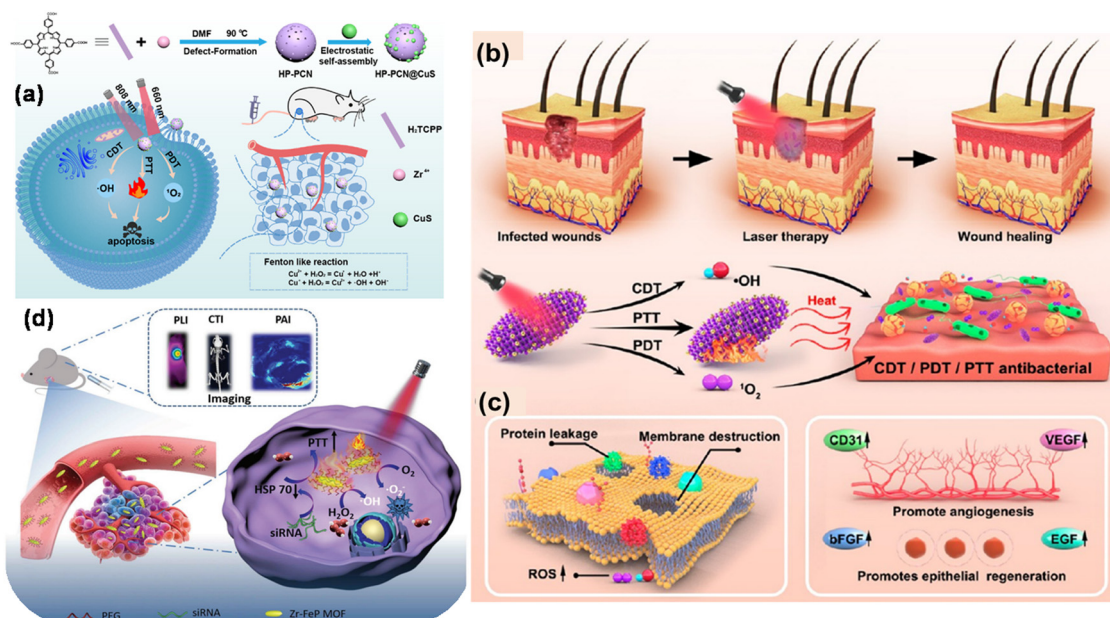 COOH
HOOC
COOH
COOH
DMF 90 ℃
Defect-Formation
Electrostatic
self-assembly
HP-PCN
HP-PCN@CuS
(a)
808 nm
660 nm
CDT
PTT
PDT
·OH
¹O₂
apoptosis
H₂TCPP
Zr⁴⁺
CuS
Fenton like reaction
Cu²⁺ + H₂O₂ = Cu⁺ + H₂O +H⁺
Cu⁺ + H₂O₂ = Cu²⁺ + ·OH + OH⁻
(b)
Infected wounds
Laser therapy
Wound healing
CDT
PTT
PDT
·OH
¹O₂
Heat
CDT / PDT / PTT antibacterial
(c)
Protein leakage
Membrane destruction
ROS
CD31
VEGF
Promote angiogenesis
bFGF
EGF
Promotes epithelial regeneration
(d)
PLI
CTI
PAI
Imaging
PTT
HSP 70
siRNA
H₂O₂
·OH
O₂
·O₂⁻
PEG
siRNA
Zr-FeP MOF